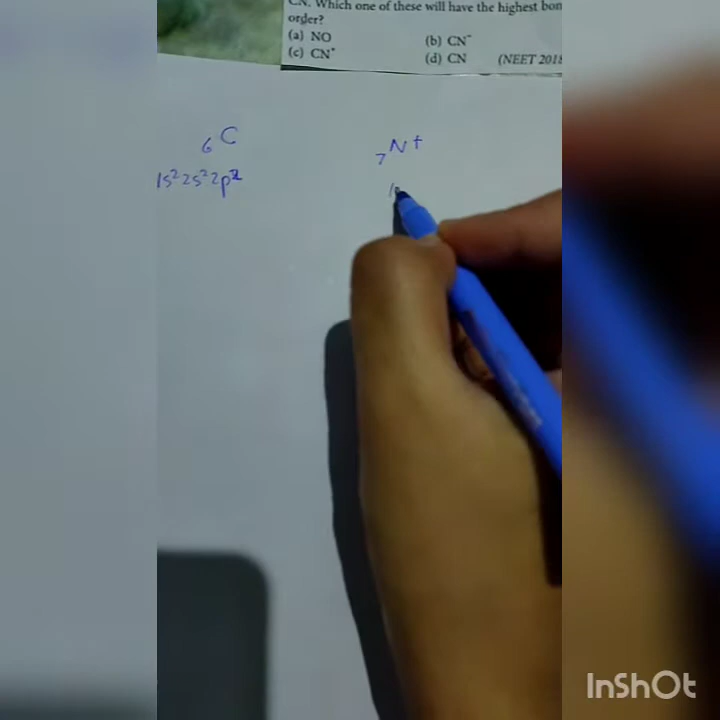 CN. Which one of these will have the highest bon
order?
(a) NO (b) CN⁻
(c) CN⁺ (d) CN (NEET 2018
₆C ₇N⁺
1s²2s²2p²
InShOt